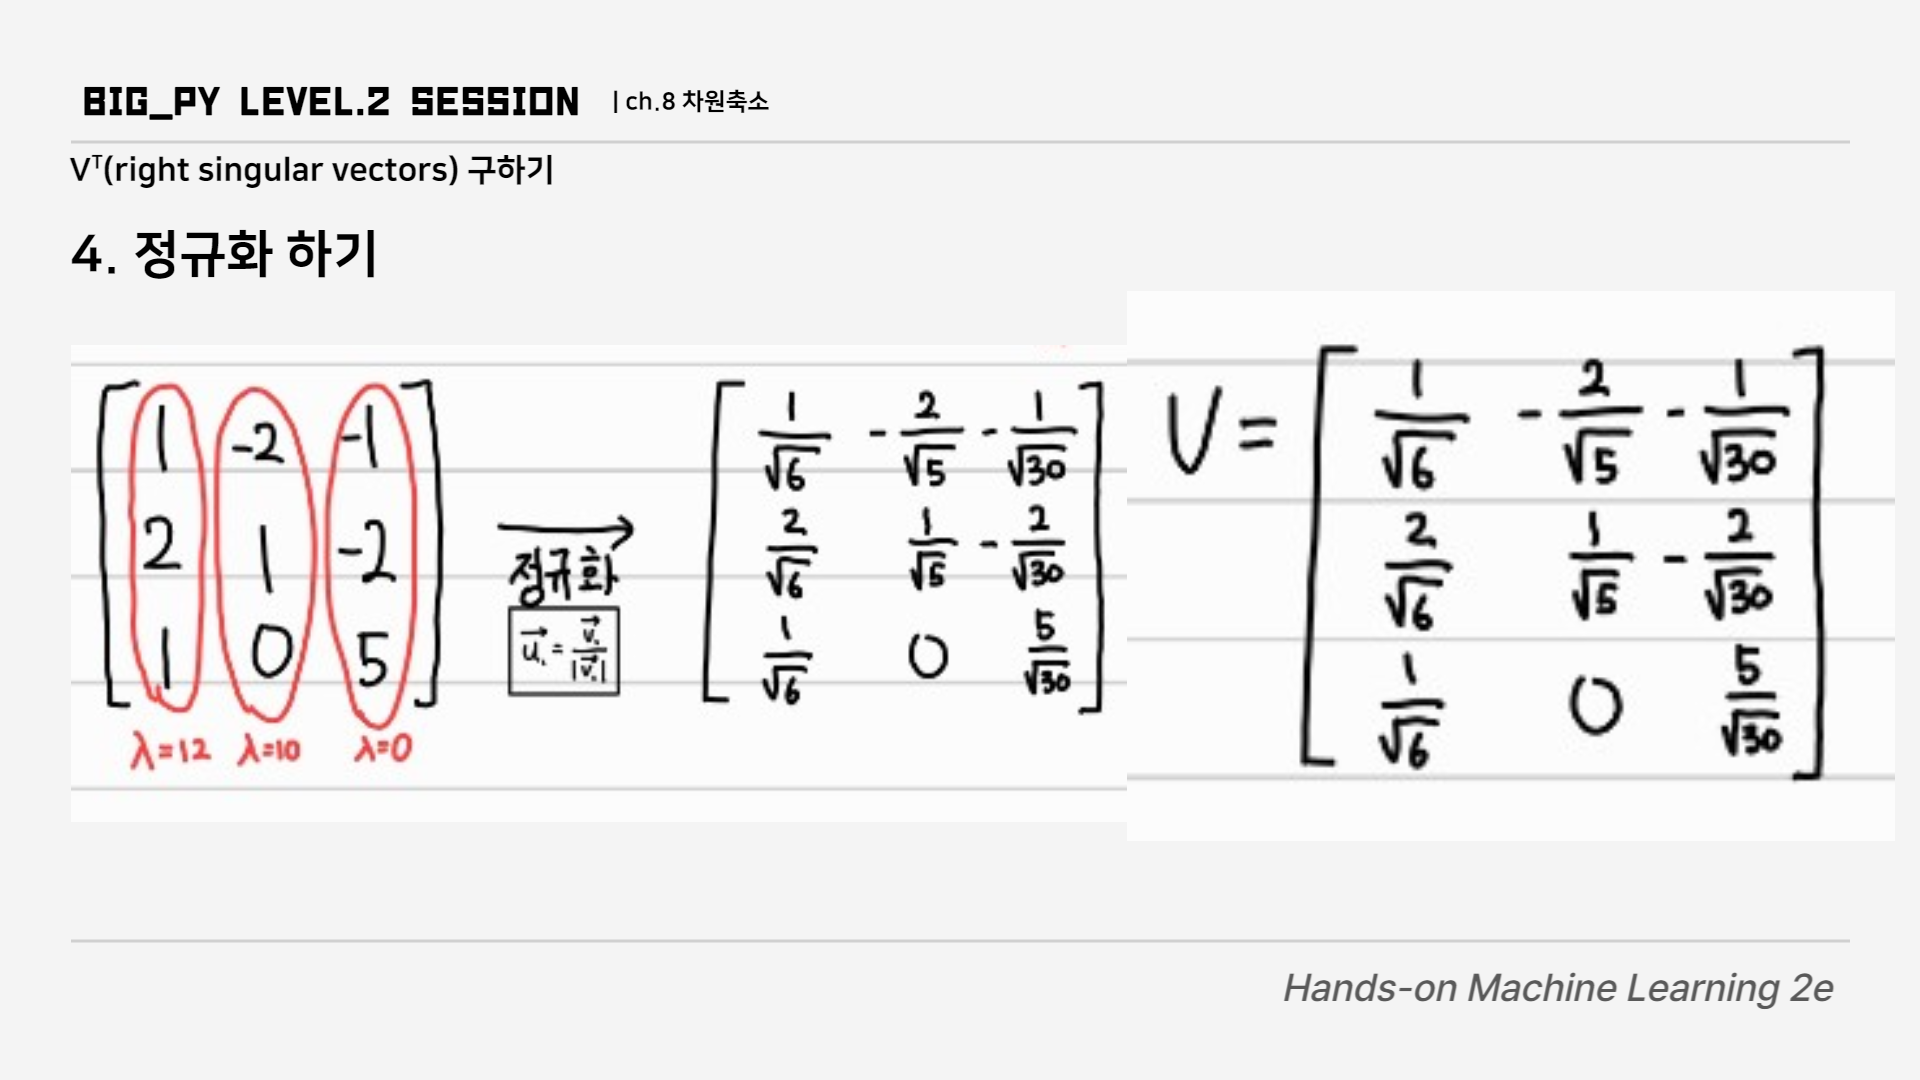 BIG_PY LEVEL.2 SESSION | ch.8 차원축소
Vᵀ(right singular vectors) 구하기
4. 정규화 하기
[ 1 -2 -1 ] [ 1/√6 -2/√5 -1/√30 ]
[ 2 1 -2 ] → [ 2/√6 1/√5 -2/√30 ]
[ 1 0 5 ] [ 1/√6 0 5/√30 ]
정규화
u⃗ᵢ = v⃗ᵢ/|v⃗ᵢ|
λ=12 λ=10 λ=0
V = [ 1/√6 -2/√5 -1/√30 ]
[ 2/√6 1/√5 -2/√30 ]
[ 1/√6 0 5/√30 ]
Hands-on Machine Learning 2e